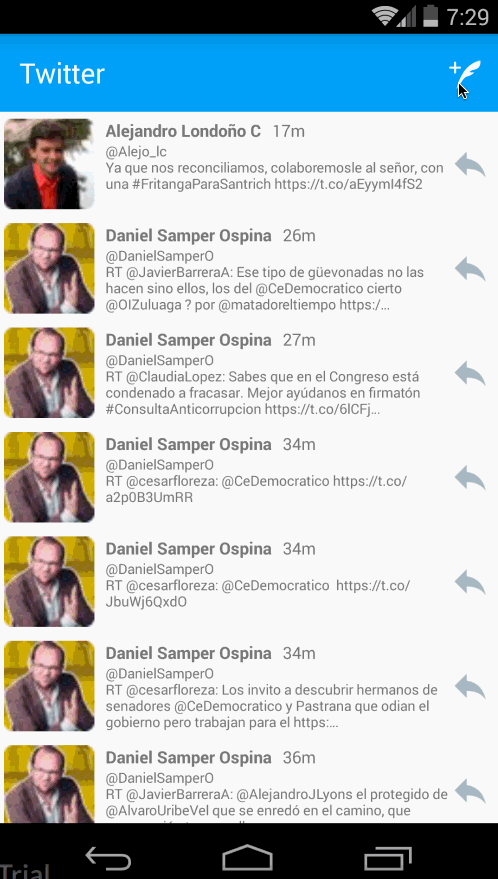 7:29
Twitter
Alejandro Londoño C 17m
@Alejo_lc
Ya que nos reconciliamos, colaboremosle al señor, con
una #FritangaParaSantrich https://t.co/aEyymI4fS2
Daniel Samper Ospina 26m
@DanielSamperO
RT @JavierBarreraA: Ese tipo de güevonadas no las
hacen sino ellos, los del @CeDemocratico cierto
@OIZuluaga ? por @matadoreltiempo https:/…
Daniel Samper Ospina 27m
@DanielSamperO
RT @ClaudiaLopez: Sabes que en el Congreso está
condenado a fracasar. Mejor ayúdanos en firmatón
#ConsultaAnticorrupcion https://t.co/6lCFj…
Daniel Samper Ospina 34m
@DanielSamperO
RT @cesarfloreza: @CeDemocratico https://t.co/
a2p0B3UmRR
Daniel Samper Ospina 34m
@DanielSamperO
RT @cesarfloreza: @CeDemocratico  https://t.co/
JbuWj6QxdO
Daniel Samper Ospina 34m
@DanielSamperO
RT @cesarfloreza: Los invito a descubrir hermanos de
senadores @CeDemocratico y Pastrana que odian el
gobierno pero trabajan para el https:…
Daniel Samper Ospina 36m
@DanielSamperO
RT @JavierBarreraA: @AlejandroJLyons el protegido de
@AlvaroUribeVel que se enredó en el camino, que
Trial